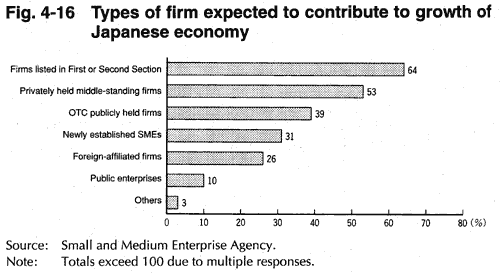 Fig. 4-16 Types of firm expected to contribute to growth of
Japanese economy
Firms listed in First or Second Section 64
Privately held middle-standing firms 53
OTC publicly held firms 39
Newly established SMEs 31
Foreign-affiliated firms 26
Public enterprises 10
Others 3
0 10 20 30 40 50 60 70 80 (%)
Source: Small and Medium Enterprise Agency.
Note: Totals exceed 100 due to multiple responses.